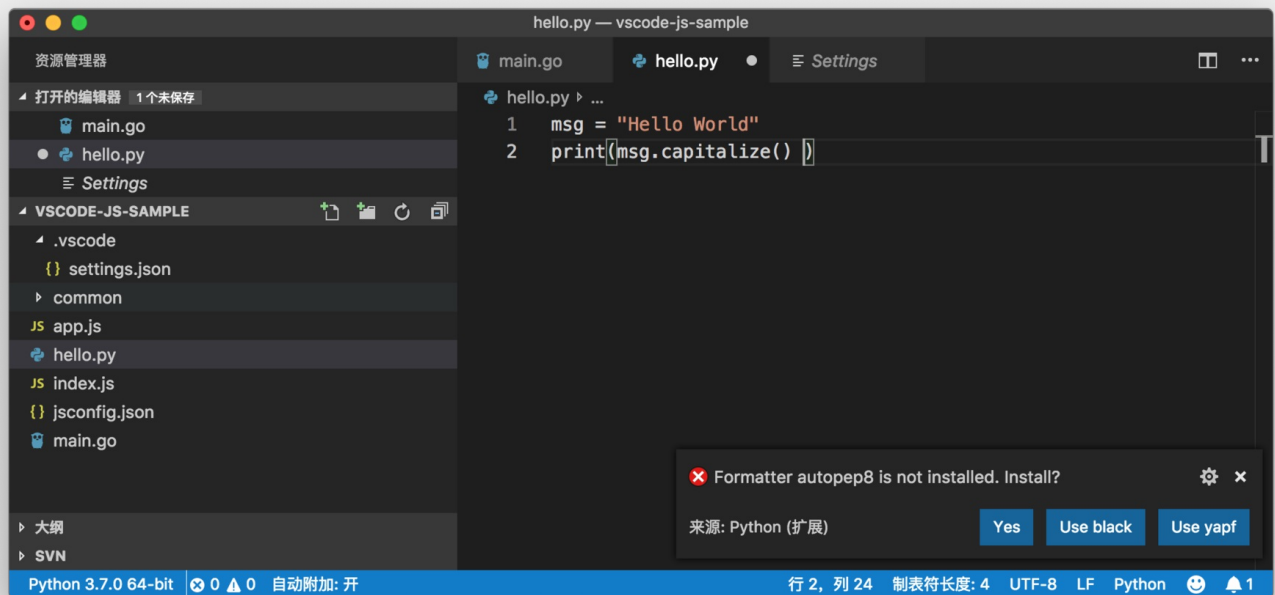 hello.py — vscode-js-sample
资源管理器
打开的编辑器 1 个未保存
main.go
hello.py
Settings
VSCODE-JS-SAMPLE
.vscode
{} settings.json
common
JS app.js
hello.py
JS index.js
{} jsconfig.json
main.go
大纲
SVN
main.go hello.py Settings
hello.py ...
1 msg = "Hello World"
2 print(msg.capitalize() )
Formatter autopep8 is not installed. Install?
来源: Python (扩展) Yes Use black Use yapf
Python 3.7.0 64-bit 0 0 自动附加: 开 行 2，列 24 制表符长度: 4 UTF-8 LF Python 1